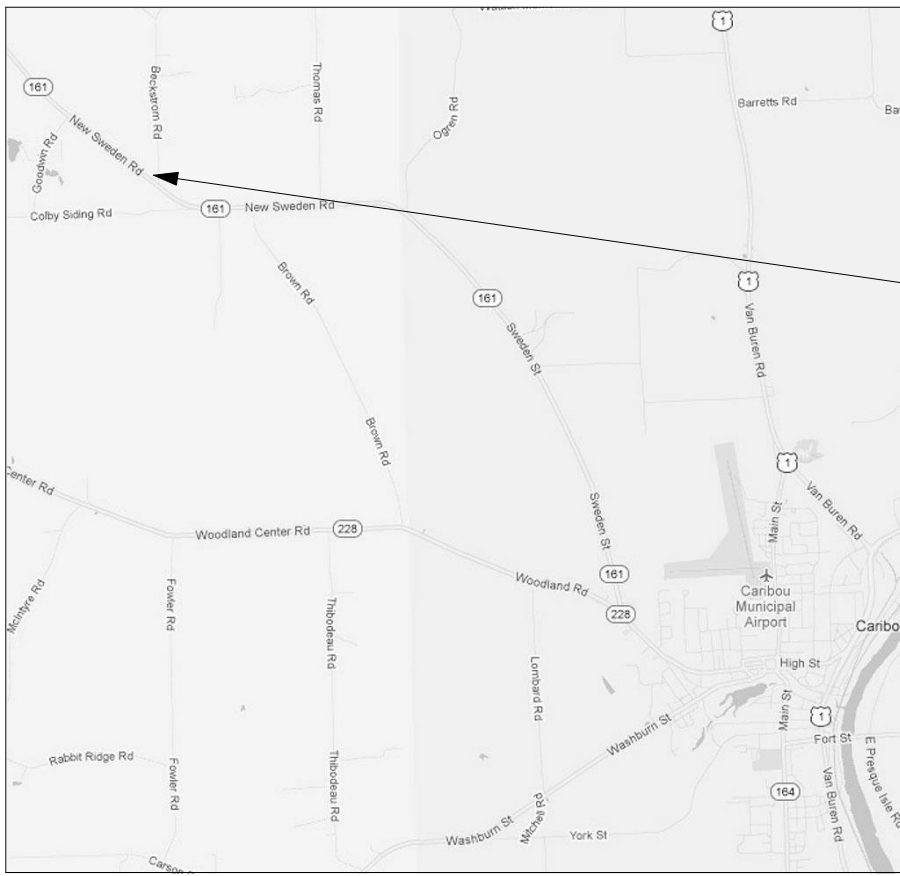 1
161
Beckstrom Rd
Thomas Rd
Ogren Rd
Barretts Rd
New Sweden Rd
Goodwin Rd
Colby Siding Rd
161
New Sweden Rd
Brown Rd
161
1
Sweden St
Van Buren Rd
Brown Rd
1
Center Rd
Van Buren Rd
Main St
Sweden St
Woodland Center Rd
228
Woodland Rd
161
McIntyre Rd
Fowler Rd
Thibodeau Rd
228
Caribou
Municipal
Airport
Caribo
High St
Lombard Rd
Main St
1
Washburn St
Fort St
E Presque Isle Rd
Rabbit Ridge Rd
Fowler Rd
Thibodeau Rd
164
Van Buren Rd
Mitchell Rd
Washburn St
York St
Carson